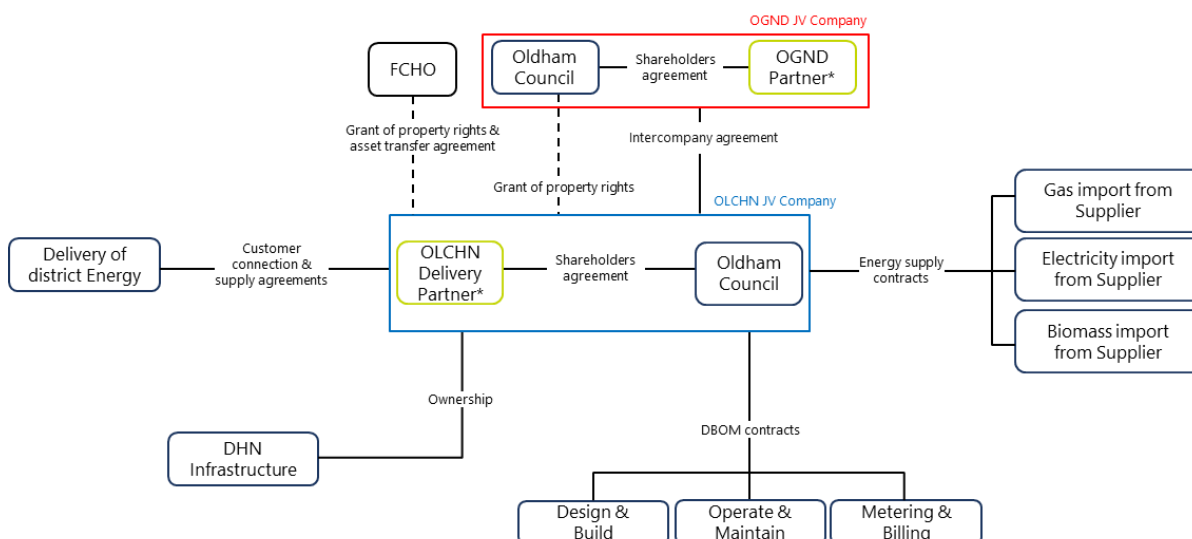 OGND JV Company
Oldham
Council
Shareholders
agreement
OGND
Partner*
FCHO
Grant of property rights &
asset transfer agreement
Intercompany agreement
Grant of property rights
OLCHN JV Company
Gas import from
Supplier
Delivery of
district Energy
Customer
connection &
supply agreements
OLCHN
Delivery
Partner*
Shareholders
agreement
Oldham
Council
Energy supply
contracts
Electricity import
from Supplier
Biomass import
from Supplier
Ownership
DBOM contracts
DHN
Infrastructure
Design &
Build
Operate &
Maintain
Metering &
Billing